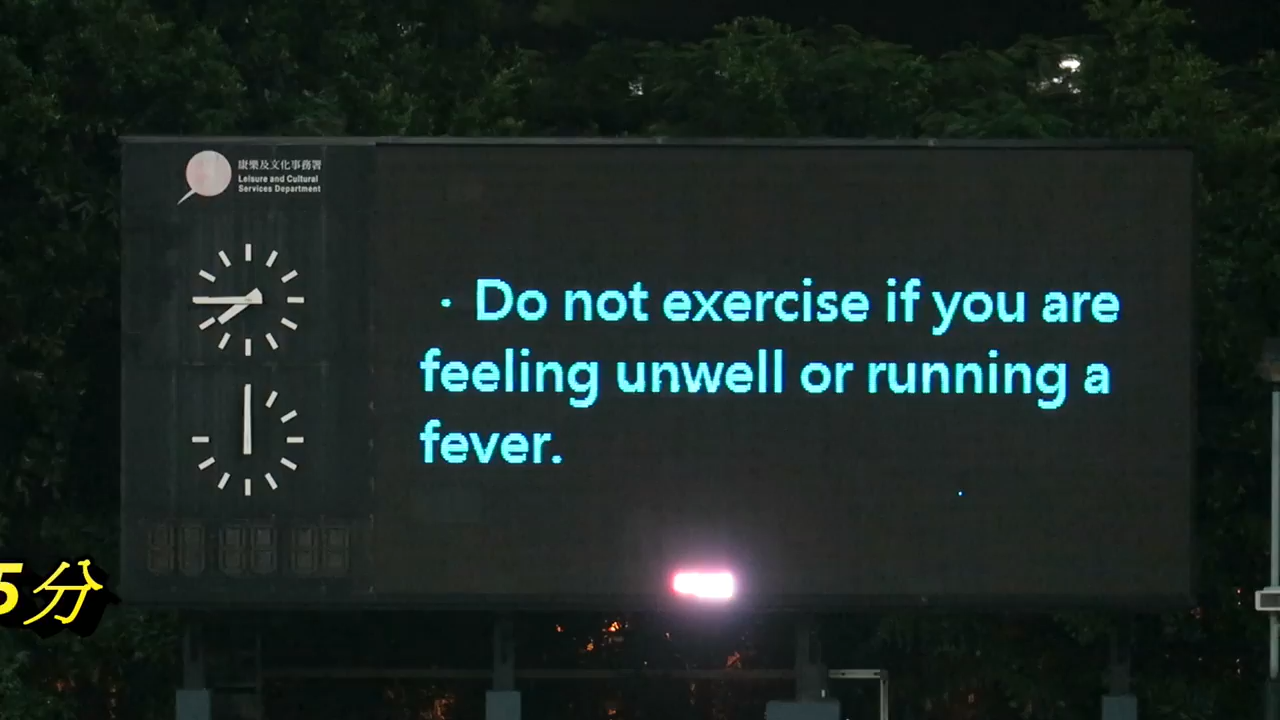 康樂及文化事務署
Leisure and Cultural
Services Department
· Do not exercise if you are
feeling unwell or running a
fever.
5分